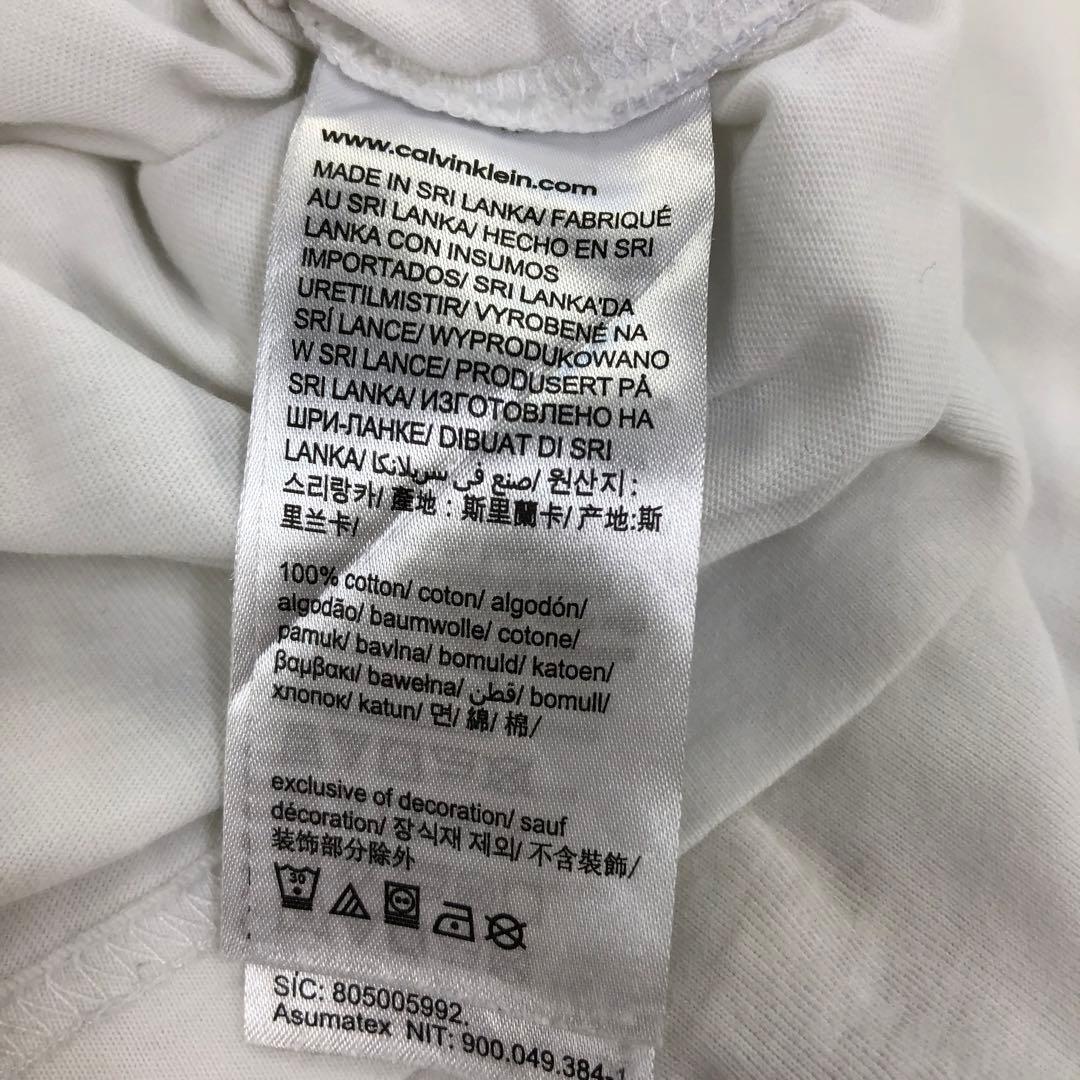 www.calvinklein.com
MADE IN SRI LANKA/ FABRIQUÉ
AU SRI LANKA/ HECHO EN SRI
LANKA CON INSUMOS
IMPORTADOS/ SRI LANKA'DA
URETILMISTIR/ VYROBENÉ NA
SRÍ LANCE/ WYPRODUKOWANO
W SRI LANCE/ PRODUSERT PÅ
SRI LANKA/ ИЗГОТОВЛЕНО НА
ШРИ-ЛАНКЕ/ DIBUAT DI SRI
LANKA/ صنع في سريلانكا/ 원산지 :
스리랑카/ 產地 : 斯里蘭卡/ 产地:斯
里兰卡/
100% cotton/ coton/ algodón/
algodão/ baumwolle/ cotone/
pamuk/ bavlna/ bomuld/ katoen/
βαμβακι/ bawełna/ قطن/ bomull/
хлопок/ katun/ 면/ 綿/ 棉/
exclusive of decoration/ sauf
décoration/ 장식재 제외/ 不含裝飾/
装饰部分除外
30
SIC: 805005992.
Asumatex NIT: 900.049.384-1